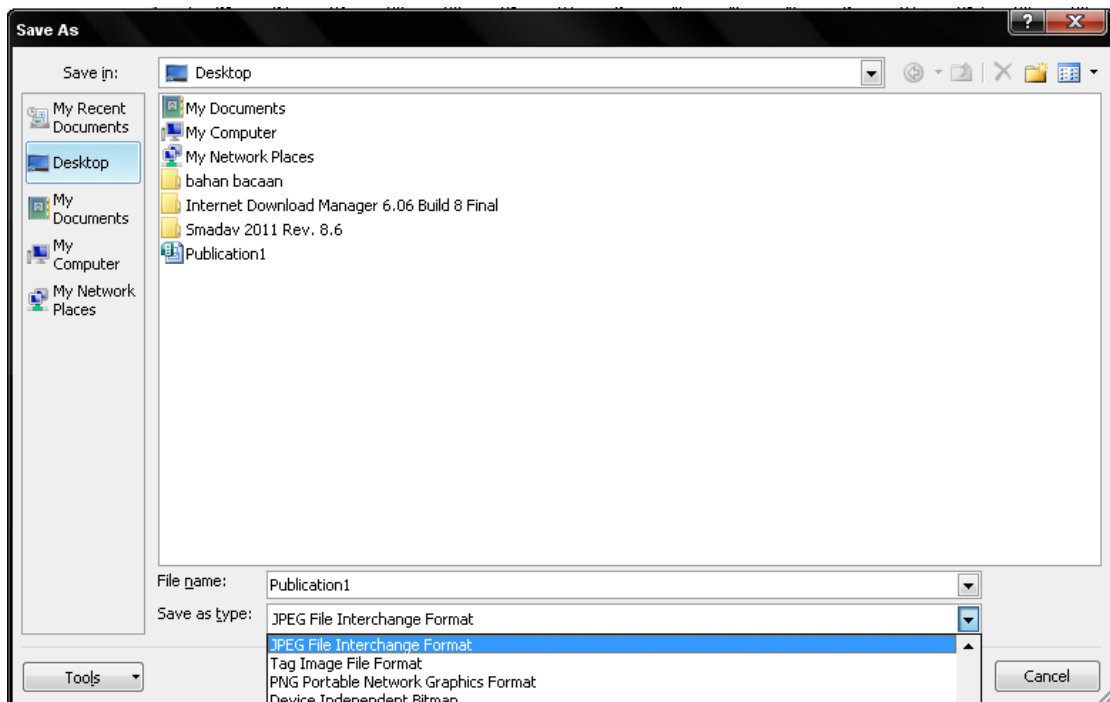 Save As
Save in:
Desktop
My Recent
Documents
Desktop
My
Documents
My
Computer
My Network
Places
My Documents
My Computer
My Network Places
bahan bacaan
Internet Download Manager 6.06 Build 8 Final
Smadav 2011 Rev. 8.6
Publication1
File name:
Publication1
Save as type:
JPEG File Interchange Format
JPEG File Interchange Format
Tag Image File Format
PNG Portable Network Graphics Format
Device Independent Bitmap
Tools
Cancel